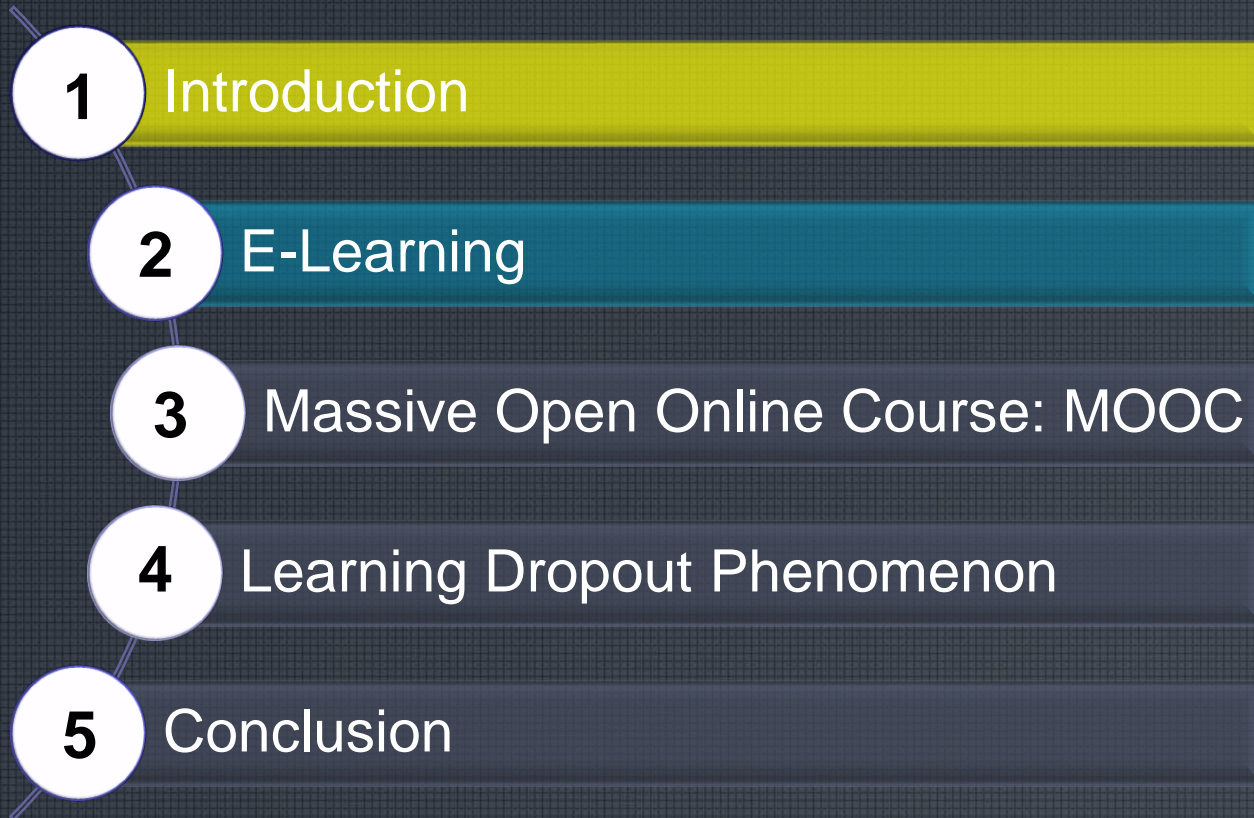 1 Introduction
2 E-Learning
3 Massive Open Online Course: MOOC
4 Learning Dropout Phenomenon
5 Conclusion